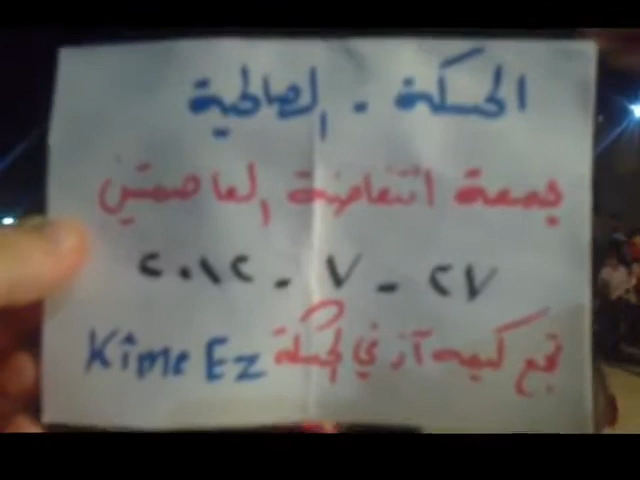 الحسكة - الصالحية
جمعة انتفاضة العاصمتين
٢٧ - ٧ - ٢٠١٢
تجمع كيمه آز في الحسكة Kîme Ez